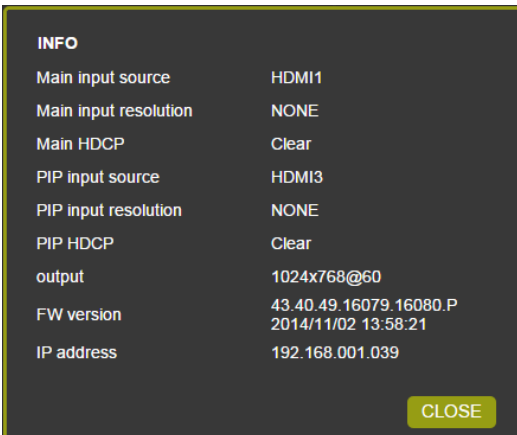 INFO
Main input source HDMI1
Main input resolution NONE
Main HDCP Clear
PIP input source HDMI3
PIP input resolution NONE
PIP HDCP Clear
output 1024x768@60
FW version 43.40.49.16079.16080.P
2014/11/02 13:58:21
IP address 192.168.001.039
CLOSE